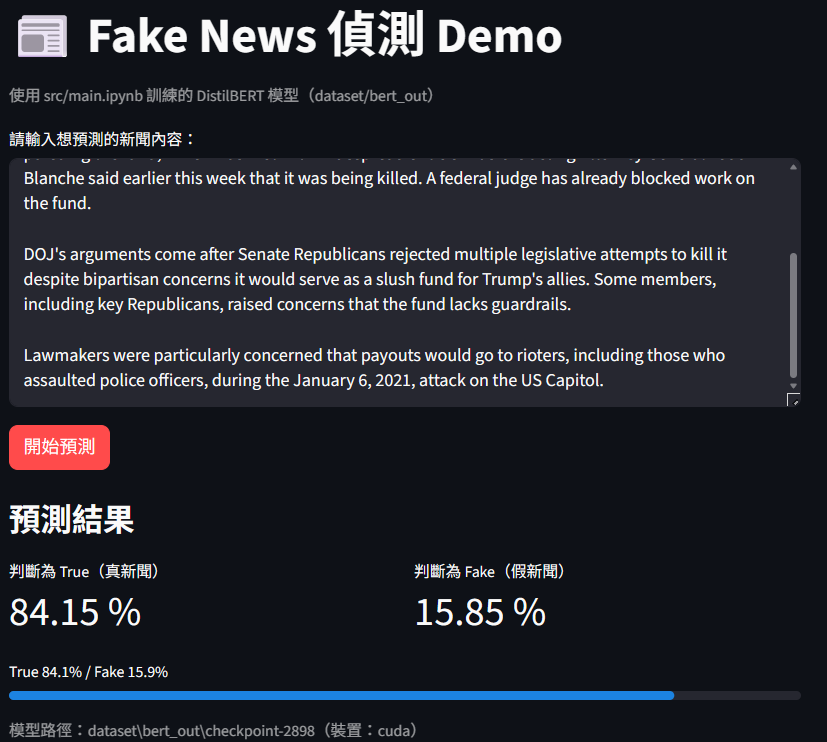 Fake News 偵測 Demo
使用 src/main.ipynb 訓練的 DistilBERT 模型（dataset/bert_out）
請輸入想預測的新聞內容：
Blanche said earlier this week that it was being killed. A federal judge has already blocked work on
the fund.
DOJ's arguments come after Senate Republicans rejected multiple legislative attempts to kill it
despite bipartisan concerns it would serve as a slush fund for Trump's allies. Some members,
including key Republicans, raised concerns that the fund lacks guardrails.
Lawmakers were particularly concerned that payouts would go to rioters, including those who
assaulted police officers, during the January 6, 2021, attack on the US Capitol.
開始預測
預測結果
判斷為 True（真新聞）
84.15 %
判斷為 Fake（假新聞）
15.85 %
True 84.1% / Fake 15.9%
模型路徑：dataset\bert_out\checkpoint-2898（裝置：cuda）